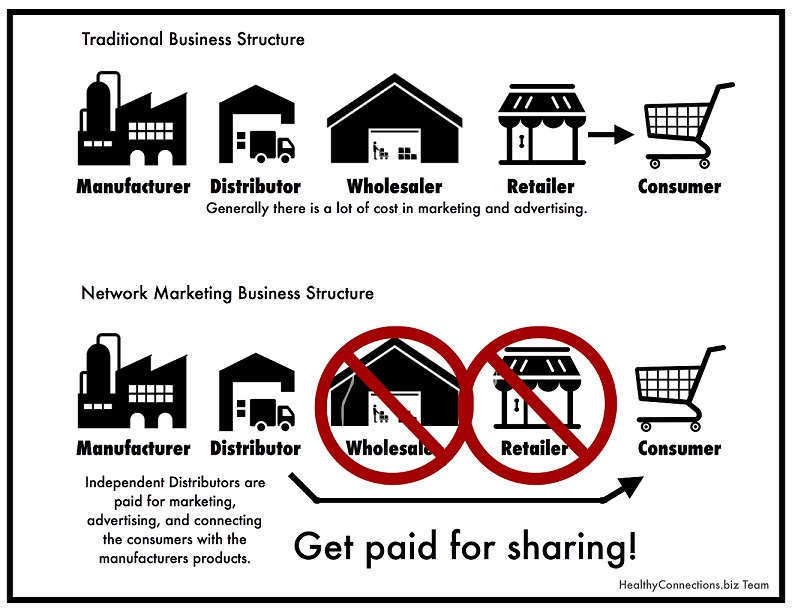 Traditional Business Structure
Manufacturer Distributor Wholesaler Retailer Consumer
Generally there is a lot of cost in marketing and advertising.
Network Marketing Business Structure
Manufacturer Distributor Wholesaler Retailer Consumer
Independent Distributors are
paid for marketing,
advertising, and connecting
the consumers with the
manufacturers products.
Get paid for sharing!
HealthyConnections.biz Team